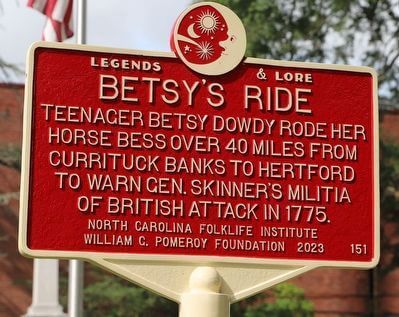 LEGENDS & LORE
BETSY'S RIDE
TEENAGER BETSY DOWDY RODE HER
HORSE BESS OVER 40 MILES FROM
CURRITUCK BANKS TO HERTFORD
TO WARN GEN. SKINNER'S MILITIA
OF BRITISH ATTACK IN 1775.
NORTH CAROLINA FOLKLIFE INSTITUTE
WILLIAM G. POMEROY FOUNDATION 2023 151